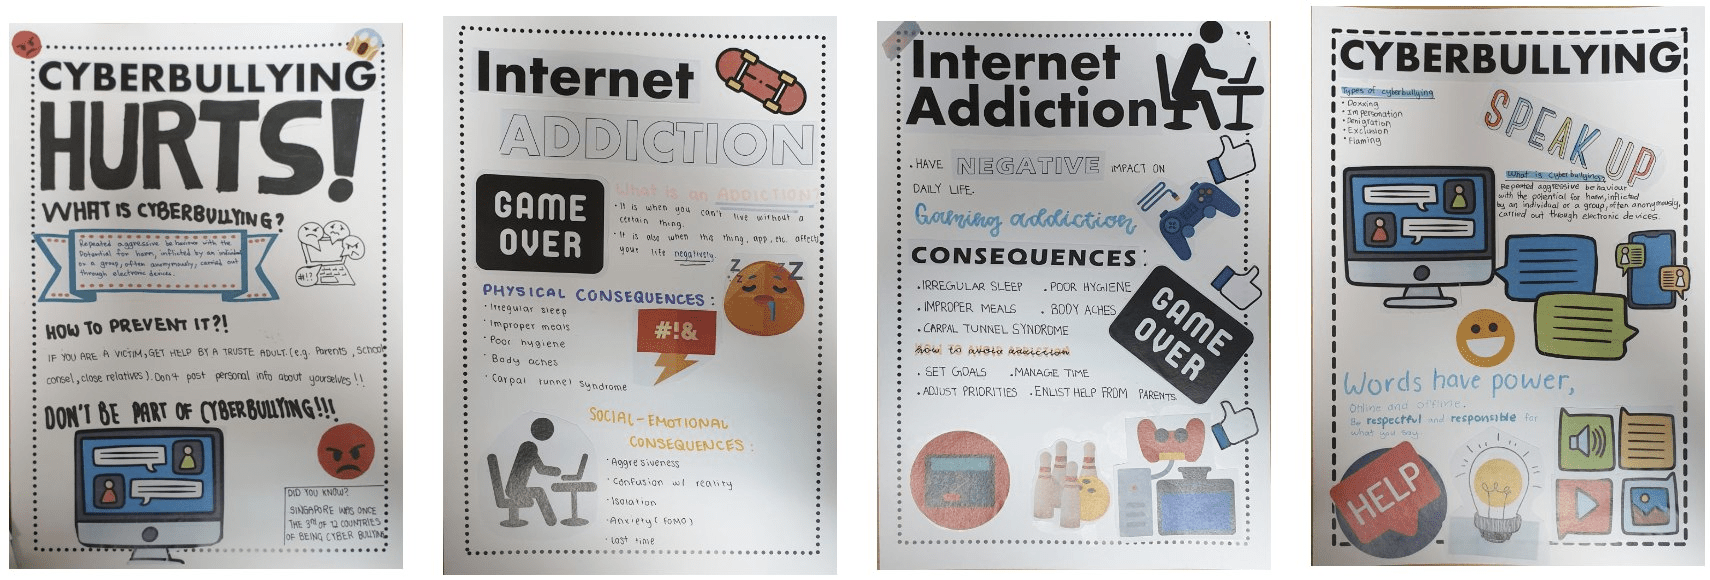 CYBERBULLYING
HURTS!
WHAT IS CYBERBULLYING?
Repeated aggressive behaviour with the
Potential for harm, inflicted by an individual
or a group, often anonymously, carried out
through electronic devices.
#!?
HOW TO PREVENT IT?!
IF YOU ARE A VICTIM, GET HELP BY A TRUSTE ADULT.(e.g. Parents, School
consel, close relatives). Don't post personal info about yourselves!!
DON'T BE PART OF CYBERBULLYING!!!
DID YOU KNOW?
SINGAPORE WAS ONCE
THE 3RD OF 12 COUNTRIES
OF BEING CYBER
Internet
ADDICTION
GAME
OVER
What is an ADDICTION?
· It is when you can't live without a
certain thing.
· It is also when this thing, app, etc. affects
your life negatively.
Z ZZ
PHYSICAL CONSEQUENCES:
· Irregular sleep
· Improper meals
· Poor hygiene
· Body aches
· Carpal tunnel syndrome
#!&
SOCIAL-EMOTIONAL
CONSEQUENCES:
· Aggresiveness
· Confusion w/ reality
· Isolation
· Anxiety (FOMO)
· Lost time
Internet
Addiction
· HAVE NEGATIVE IMPACT ON
DAILY LIFE.
Gaming addiction
CONSEQUENCES:
· IRREGULAR SLEEP · POOR HYGIENE
· IMPROPER MEALS · BODY ACHES
· CARPAL TUNNEL SYNDROME
GAME
OVER
HOW TO AVOID ADDICTION
· SET GOALS · MANAGE TIME
· ADJUST PRIORITIES · ENLIST HELP FROM PARENTS
CYBERBULLYING
Types of cyberbullying
· Doxxing
· Impersonation
· Denigration
· Exclusion
· Flaming
SPEAK UP
What is cyberbullying?
Repeated aggressive behaviour
with the potential for harm, inflicted
by an individual or a group, often anonymously,
carried out through electronic devices.
Words have power,
Online and offline.
Be respectful and responsible for
what you say.
HELP